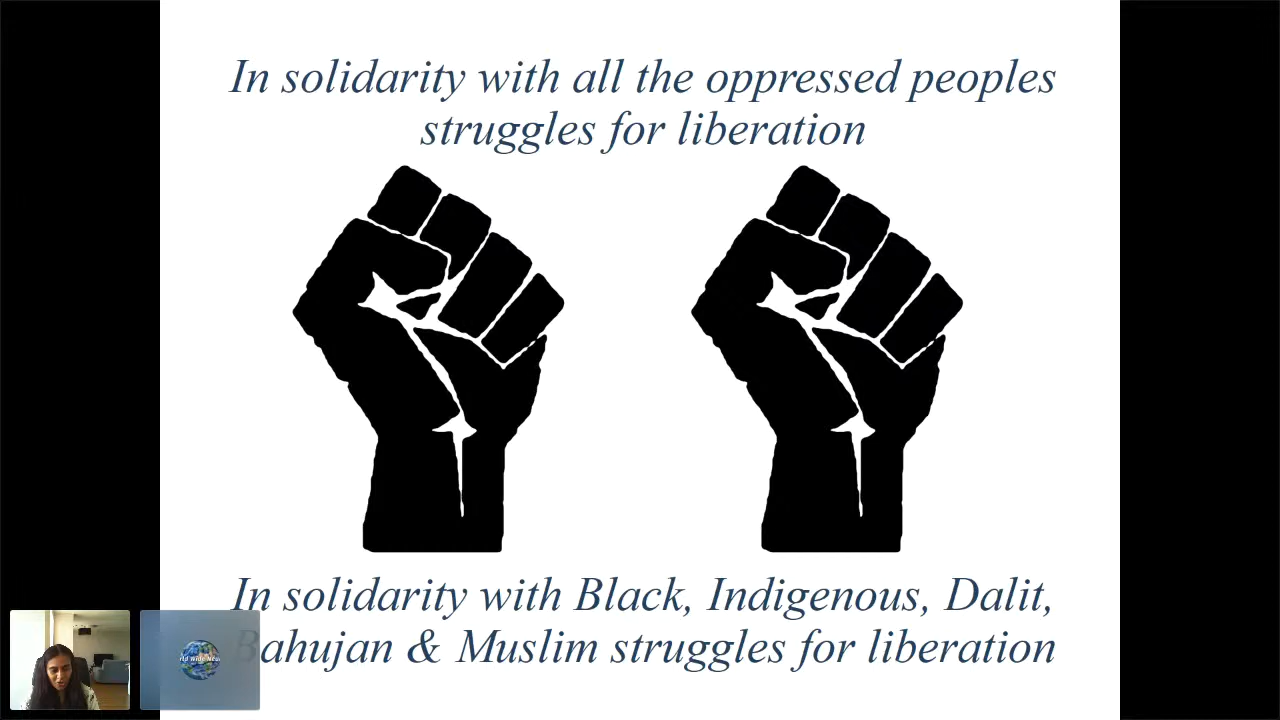 In solidarity with all the oppressed peoples
struggles for liberation
In solidarity with Black, Indigenous, Dalit,
Bahujan & Muslim struggles for liberation